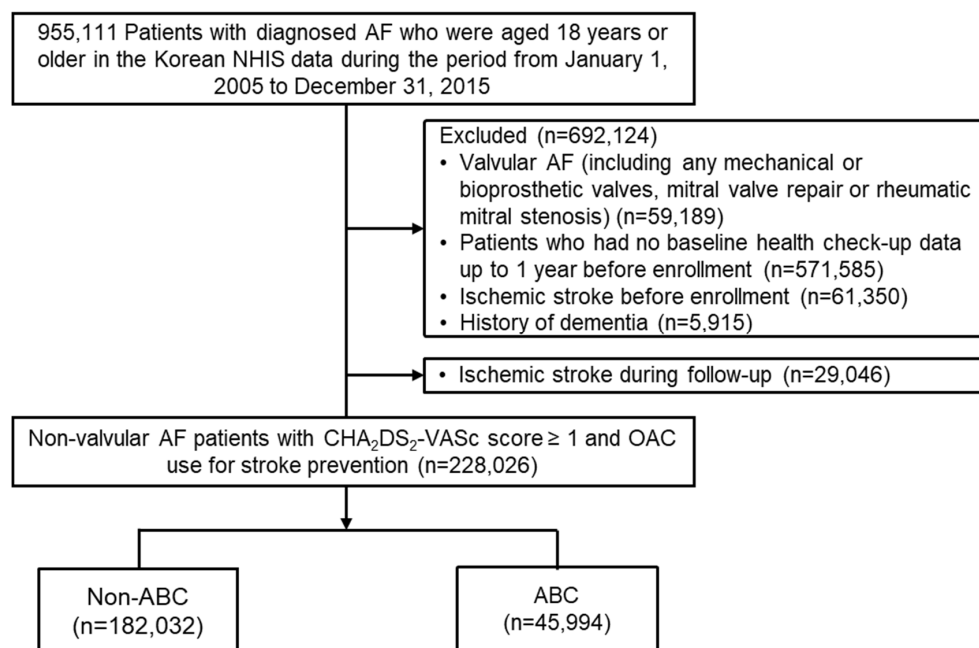 955,111 Patients with diagnosed AF who were aged 18 years or
older in the Korean NHIS data during the period from January 1,
2005 to December 31, 2015
Excluded (n=692,124)
• Valvular AF (including any mechanical or
bioprosthetic valves, mitral valve repair or rheumatic
mitral stenosis) (n=59,189)
• Patients who had no baseline health check-up data
up to 1 year before enrollment (n=571,585)
• Ischemic stroke before enrollment (n=61,350)
• History of dementia (n=5,915)
• Ischemic stroke during follow-up (n=29,046)
Non-valvular AF patients with CHA₂DS₂-VASc score ≥ 1 and OAC
use for stroke prevention (n=228,026)
Non-ABC
(n=182,032)
ABC
(n=45,994)